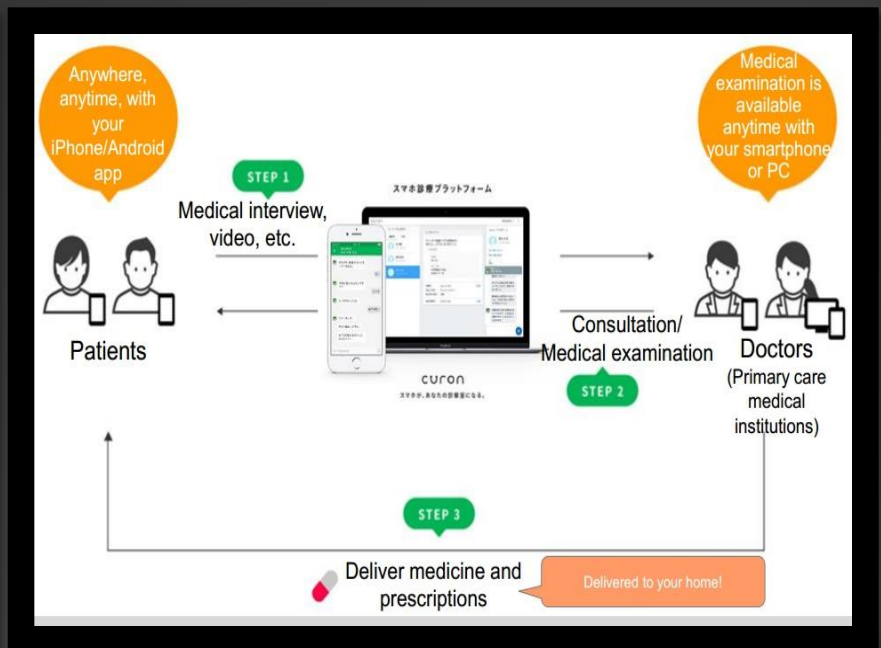 Anywhere,
anytime, with
your
iPhone/Android
app
Medical
examination is
available
anytime with
your smartphone
or PC
STEP 1
Medical interview,
video, etc.
スマホ診療プラットフォーム
Patients
curon
スマホが、あなたの診察室になる。
Consultation/
Medical examination
STEP 2
Doctors
(Primary care
medical
institutions)
STEP 3
Deliver medicine and
prescriptions
Delivered to your home!